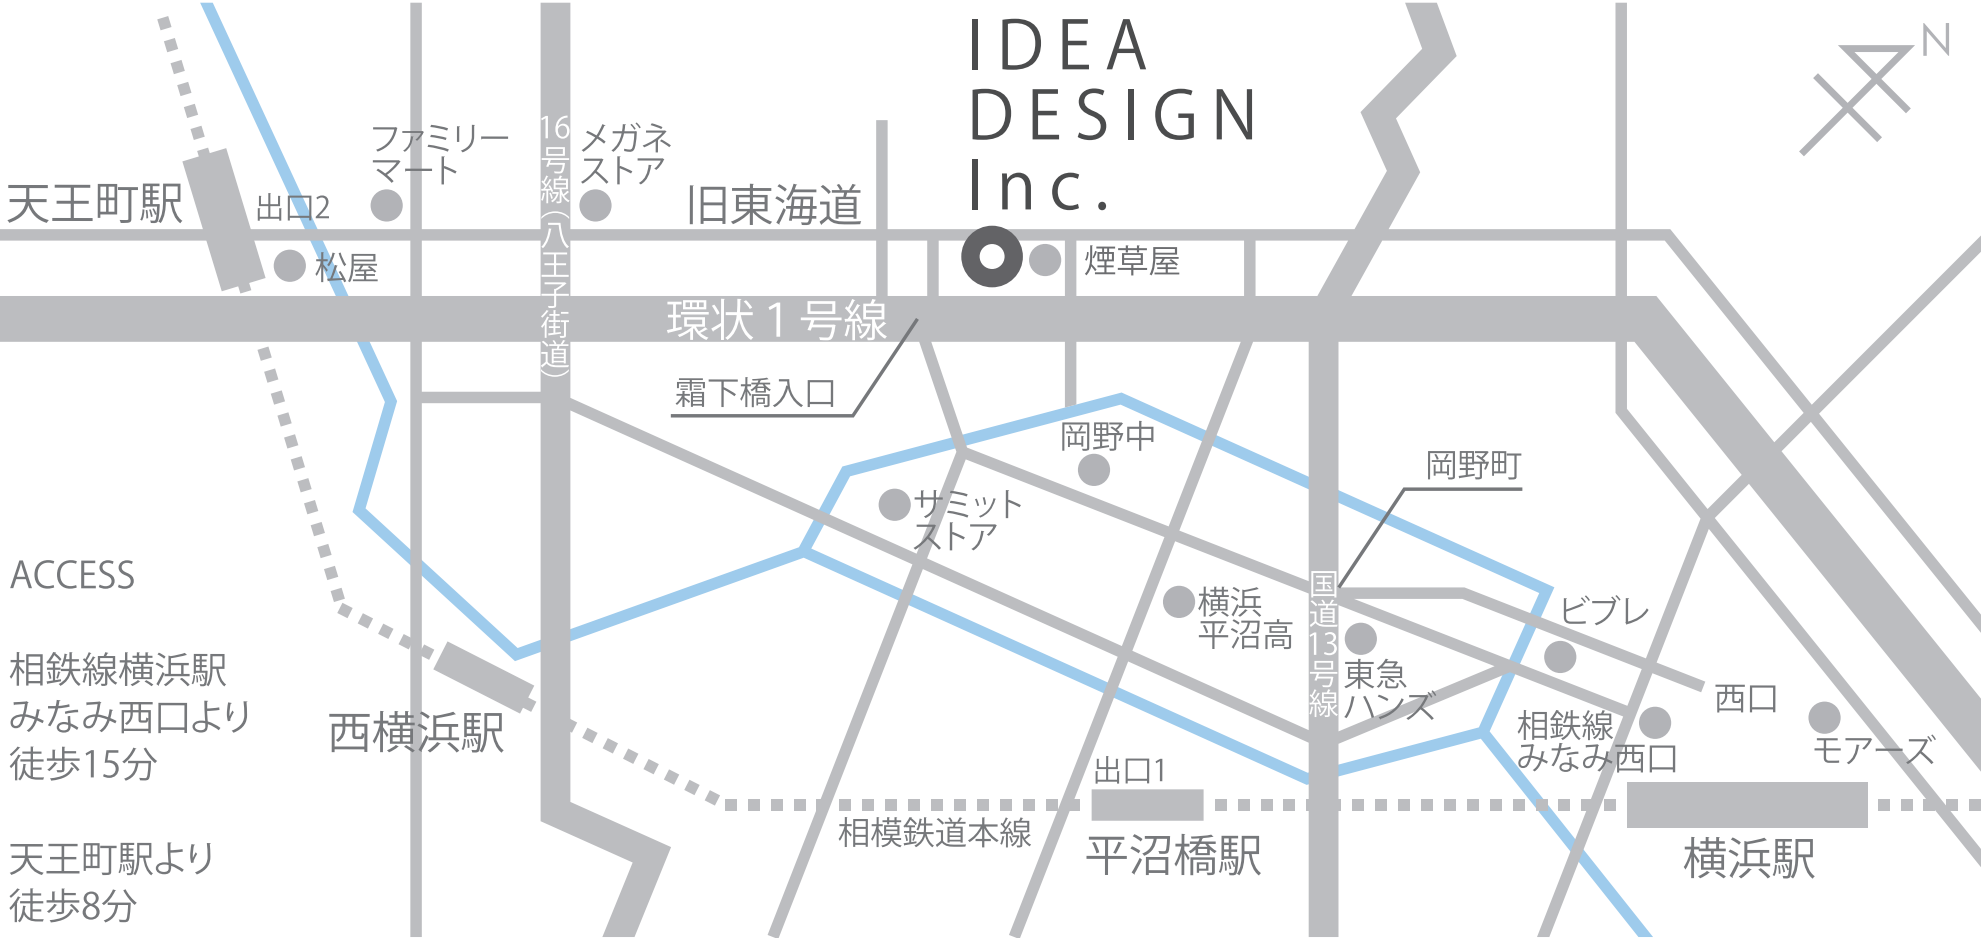 IDEA
DESIGN
Inc.
N
ファミリー
マート
メガネ
ストア
16号線(八王子街道)
天王町駅
出口2
旧東海道
松屋
煙草屋
環状1号線
霜下橋入口
岡野中
岡野町
サミット
ストア
ACCESS
相鉄線横浜駅
みなみ西口より
徒歩15分
天王町駅より
徒歩8分
横浜
平沼高
国道13号線
ビブレ
東急
ハンズ
西口
相鉄線
みなみ西口
モアーズ
西横浜駅
出口1
相模鉄道本線
平沼橋駅
横浜駅